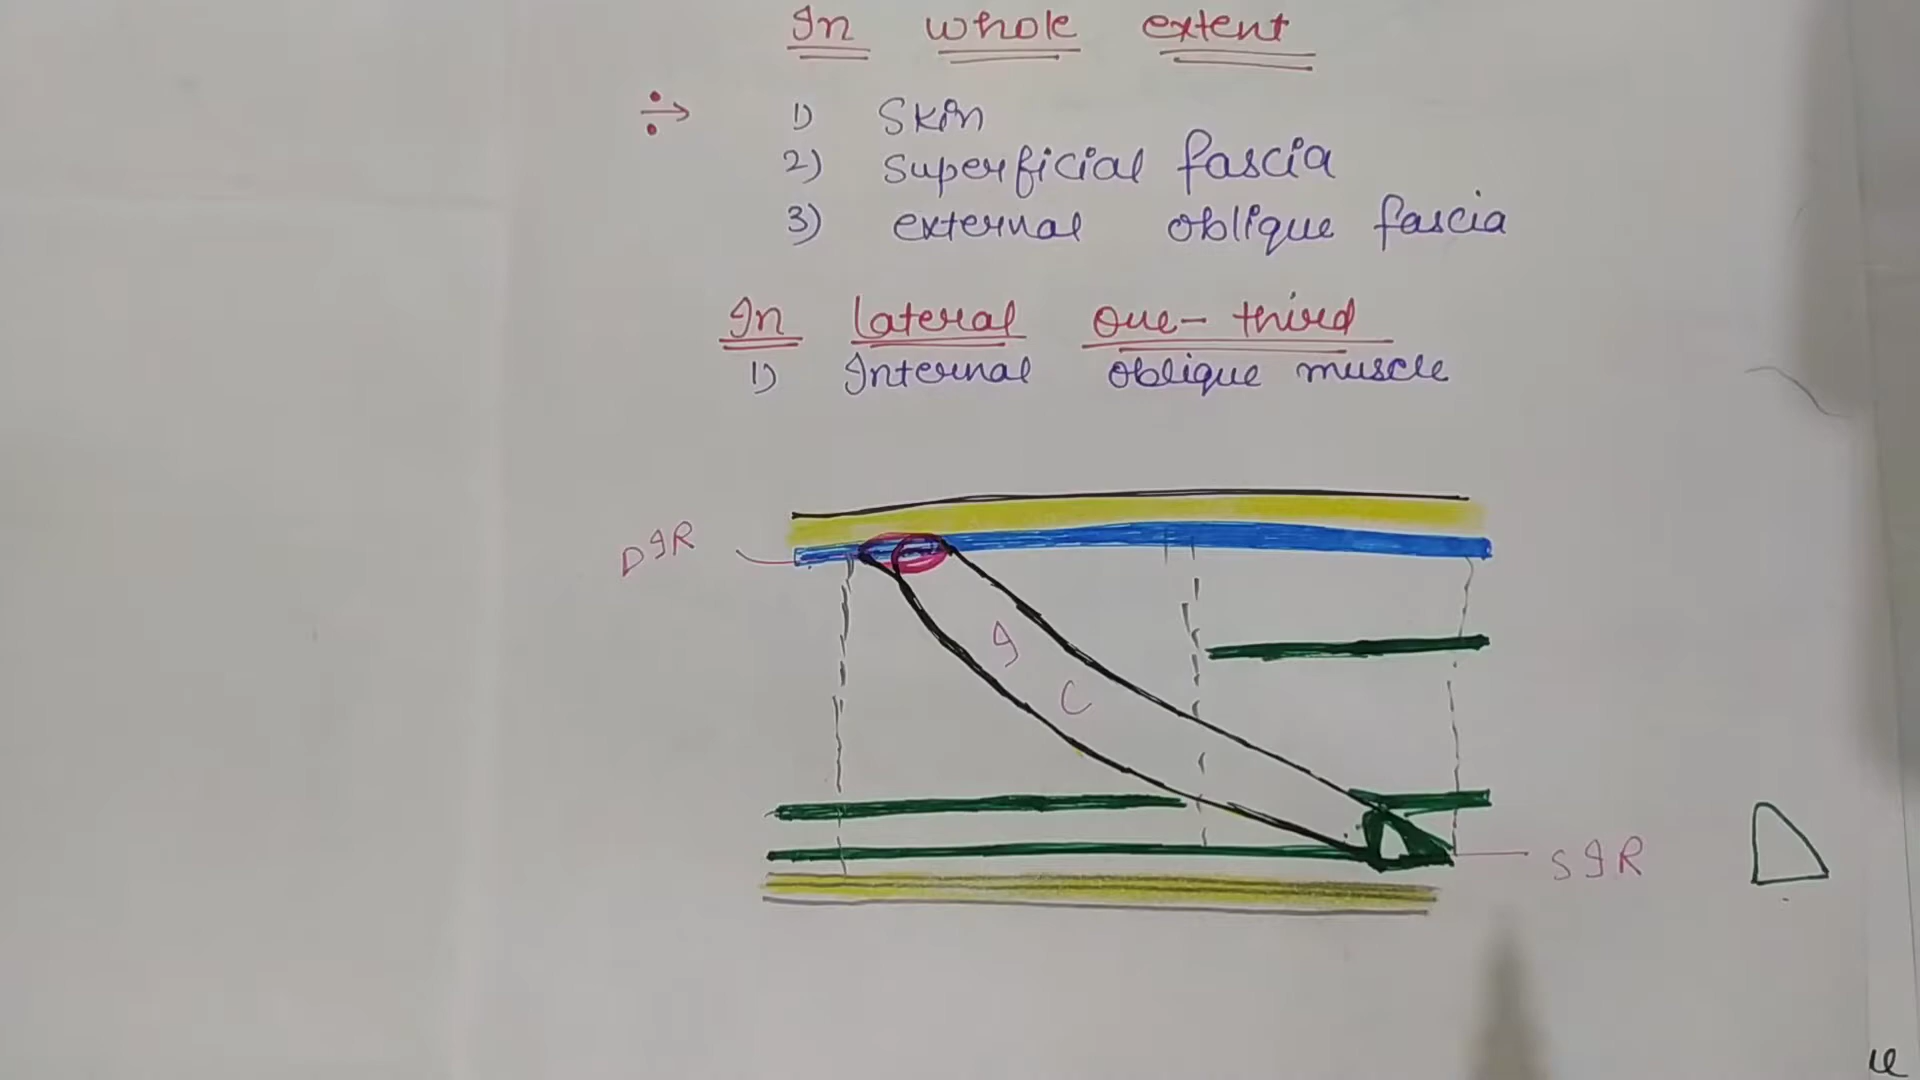 In whole extent
1) Skin
2) Superficial fascia
3) external oblique fascia
In lateral one-third
1) Internal oblique muscle
DIR
I
C
SIR